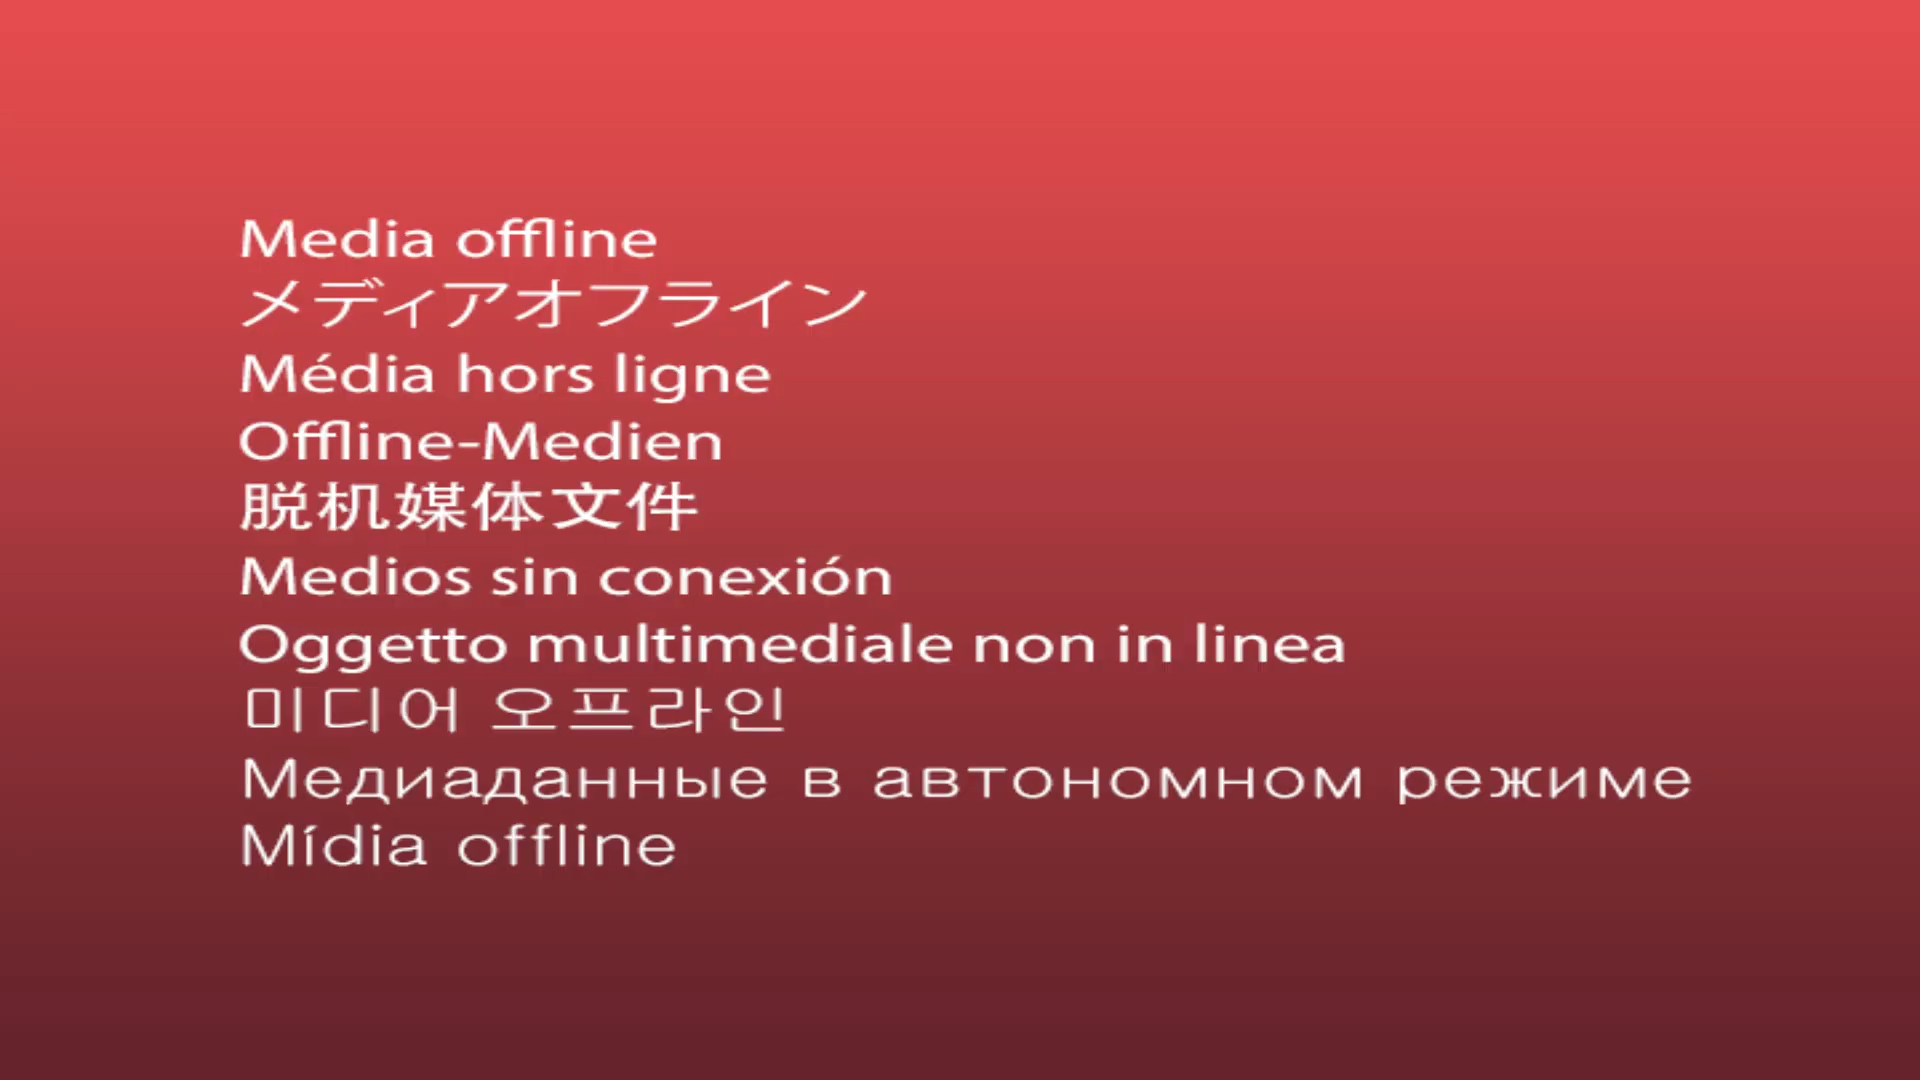 Media offline
メディアオフライン
Média hors ligne
Offline-Medien
脱机媒体文件
Medios sin conexión
Oggetto multimediale non in linea
미디어 오프라인
Медиаданные в автономном режиме
Mídia offline